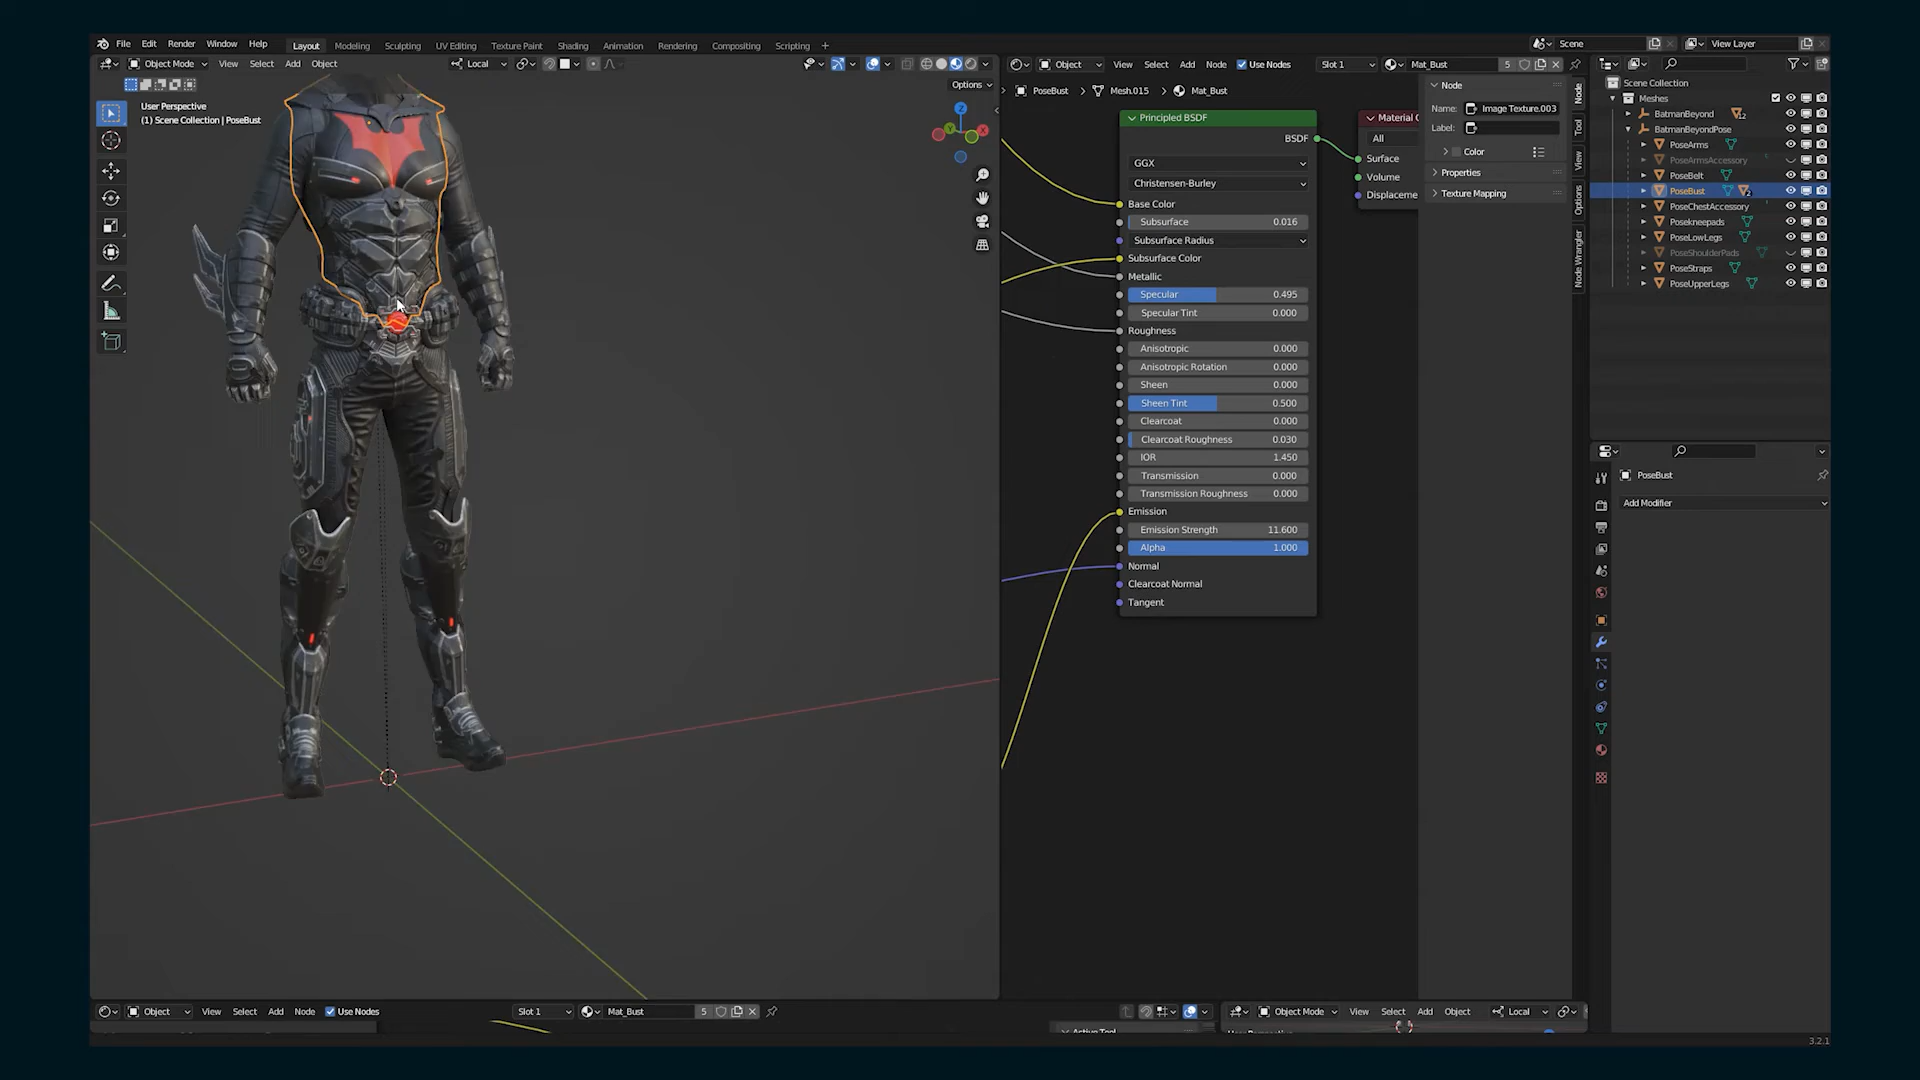 File Edit Render Window Help Layout Modeling Sculpting UV Editing Texture Paint Shading Animation Rendering Compositing Scripting + Scene View Layer
Object Mode View Select Add Object Local
Options
User Perspective
(1) Scene Collection | PoseBust
Object View Select Add Node Use Nodes Slot 1 Mat_Bust 5
PoseBust > Mesh.015 > Mat_Bust
Principled BSDF
BSDF
GGX
Christensen-Burley
Base Color
Subsurface 0.016
Subsurface Radius
Subsurface Color
Metallic
Specular 0.495
Specular Tint 0.000
Roughness
Anisotropic 0.000
Anisotropic Rotation 0.000
Sheen 0.000
Sheen Tint 0.500
Clearcoat 0.000
Clearcoat Roughness 0.030
IOR 1.450
Transmission 0.000
Transmission Roughness 0.000
Emission
Emission Strength 11.600
Alpha 1.000
Normal
Clearcoat Normal
Tangent
Material O
All
Surface
Volume
Displaceme
Node
Name: Image Texture.003
Label:
Color
Properties
Texture Mapping
Node
Tool
View
Options
Node Wrangler
Scene Collection
Meshes
BatmanBeyond 12
BatmanBeyondPose
PoseArms
PoseArmsAccessory
PoseBelt
PoseBust 2
PoseChestAccessory
Posekneepads
PoseLowLegs
PoseShoulderPads
PoseStraps
PoseUpperLegs
PoseBust
Add Modifier
Object View Select Add Node Use Nodes Slot 1 Mat_Bust 5
Active Tool
Object Mode View Select Add Object Local
3.2.1